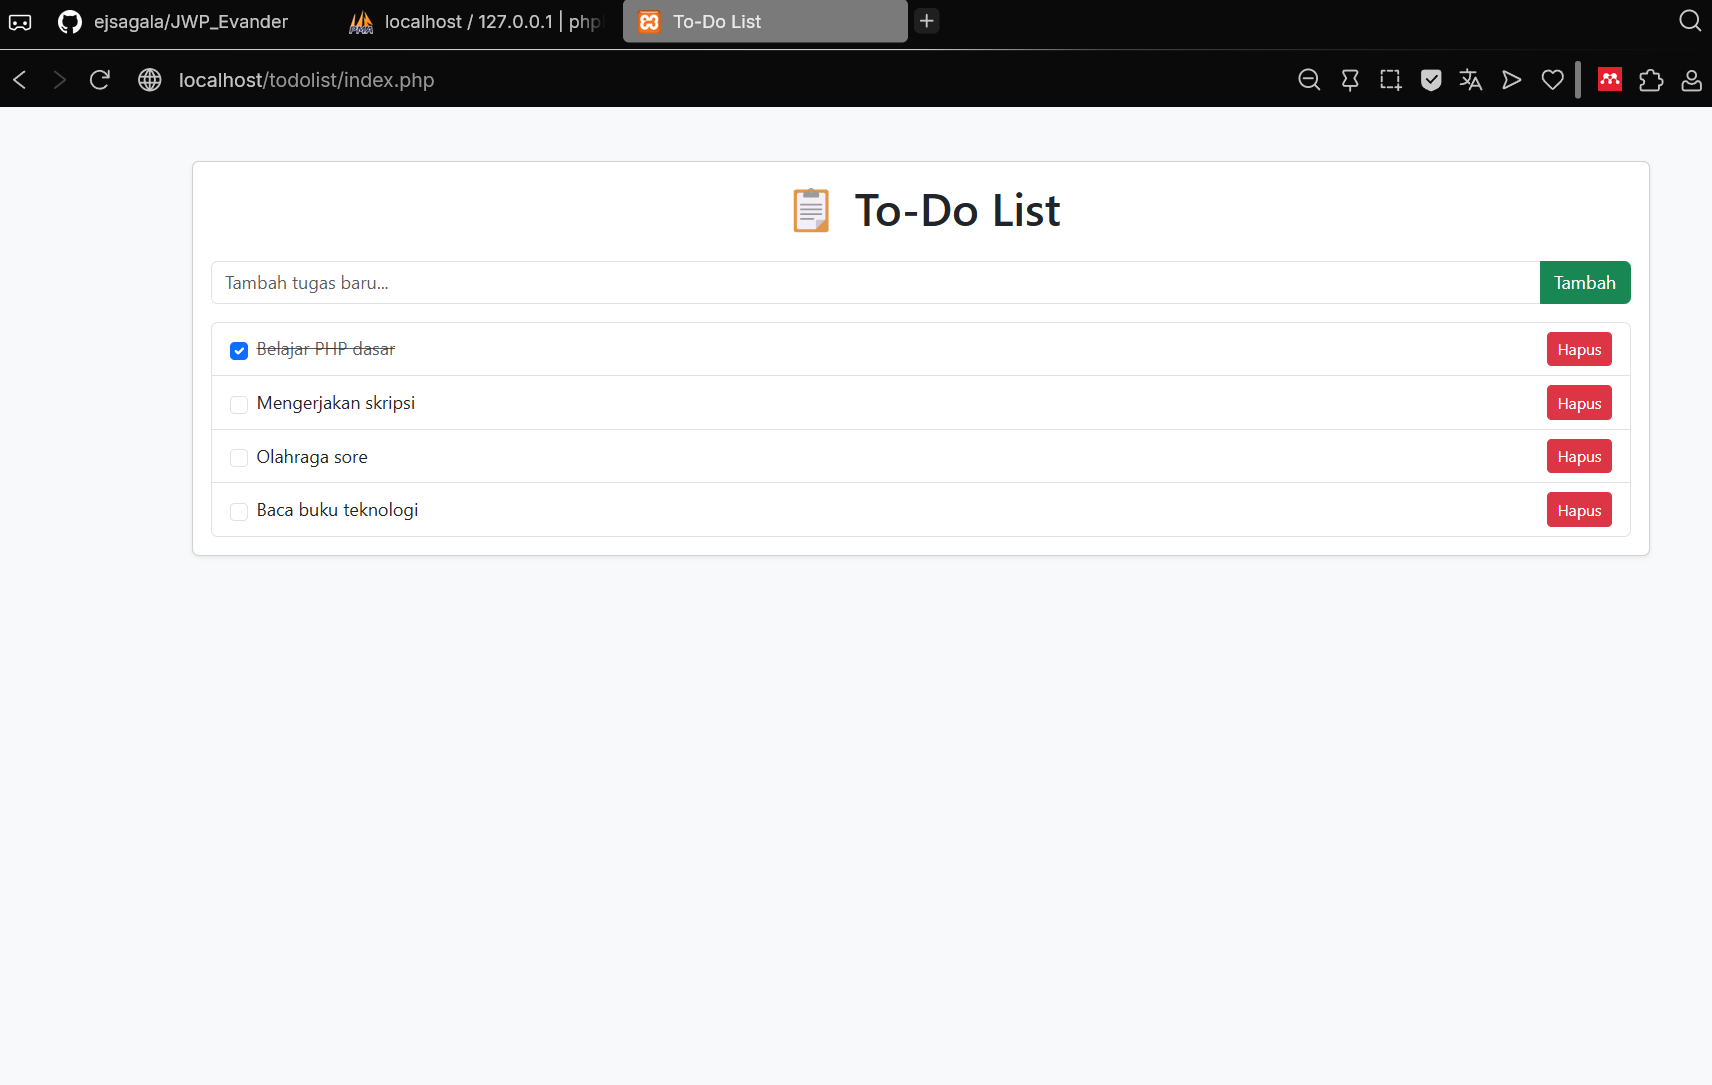 ejsagala/JWP_Evander
localhost / 127.0.0.1 | php
To-Do List
localhost/todolist/index.php
To-Do List
Tambah tugas baru...
Tambah
Belajar PHP dasar
Hapus
Mengerjakan skripsi
Hapus
Olahraga sore
Hapus
Baca buku teknologi
Hapus